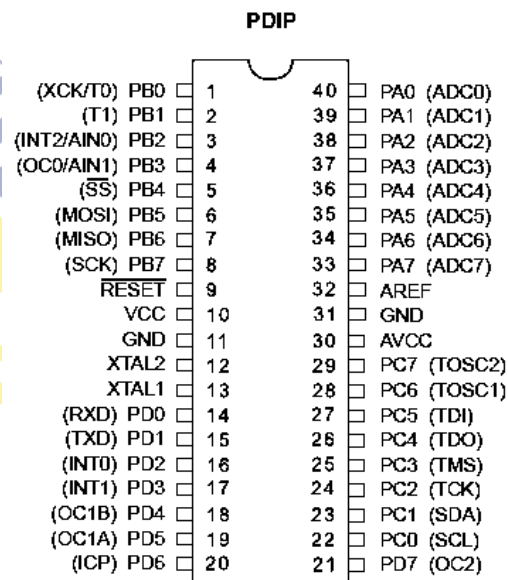 PDIP
(XCK/T0) PB0 1 40 PA0 (ADC0)
(T1) PB1 2 39 PA1 (ADC1)
(INT2/AIN0) PB2 3 38 PA2 (ADC2)
(OC0/AIN1) PB3 4 37 PA3 (ADC3)
(SS) PB4 5 36 PA4 (ADC4)
(MOSI) PB5 6 35 PA5 (ADC5)
(MISO) PB6 7 34 PA6 (ADC6)
(SCK) PB7 8 33 PA7 (ADC7)
RESET 9 32 AREF
VCC 10 31 GND
GND 11 30 AVCC
XTAL2 12 29 PC7 (TOSC2)
XTAL1 13 28 PC6 (TOSC1)
(RXD) PD0 14 27 PC5 (TDI)
(TXD) PD1 15 26 PC4 (TDO)
(INT0) PD2 16 25 PC3 (TMS)
(INT1) PD3 17 24 PC2 (TCK)
(OC1B) PD4 18 23 PC1 (SDA)
(OC1A) PD5 19 22 PC0 (SCL)
(ICP) PD6 20 21 PD7 (OC2)